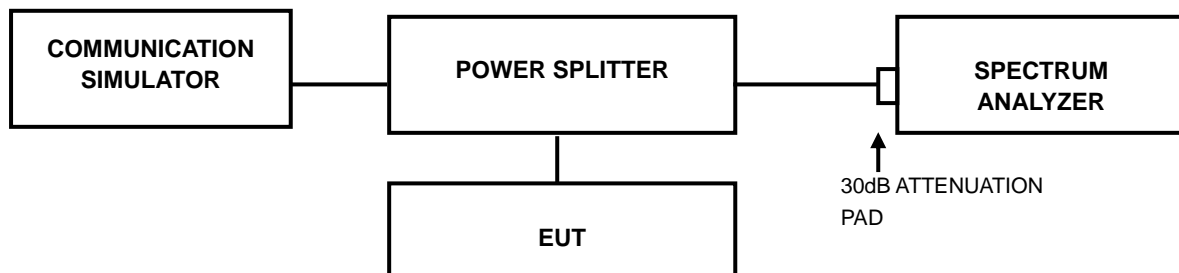 COMMUNICATION
SIMULATOR
POWER SPLITTER
SPECTRUM
ANALYZER
30dB ATTENUATION
PAD
EUT